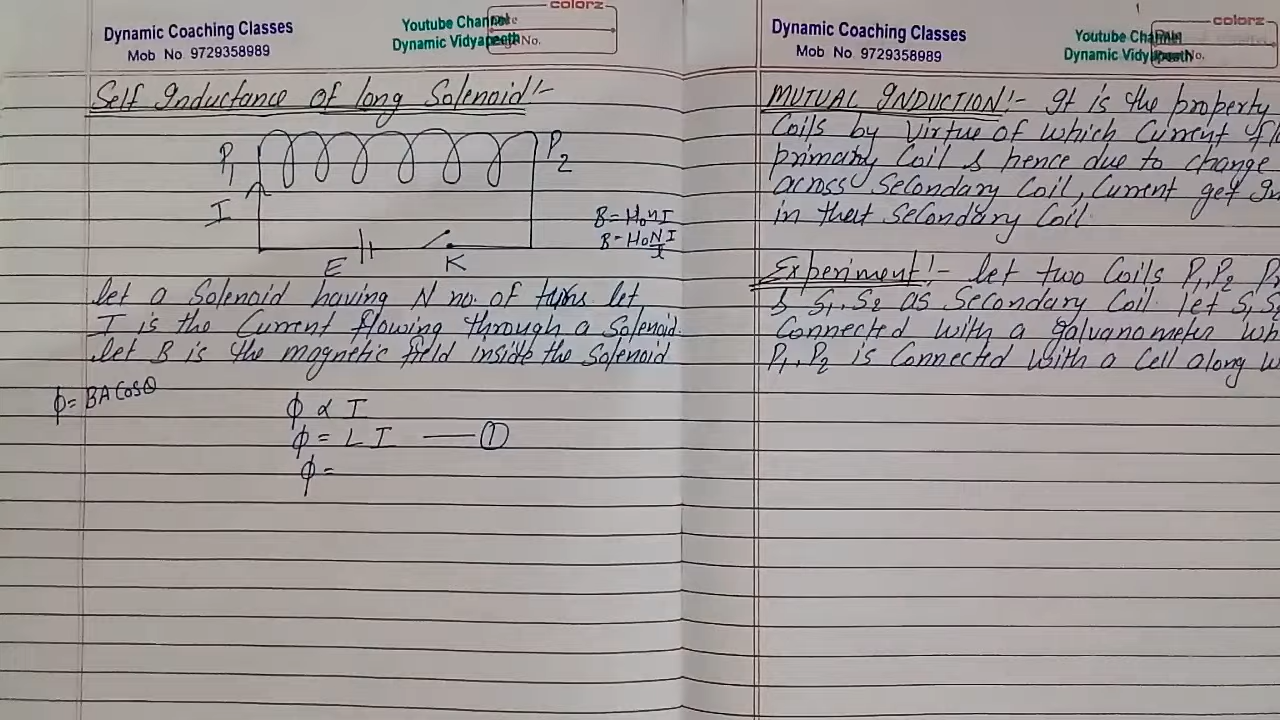 Dynamic Coaching Classes
Mob No 9729358989
Youtube Channel
Dynamic Vidyapeeth
colorz
No.
Self Inductance of long Solenoid:-
P1
P2
I
E
K
B = μ0nI
B = μ0 N/l I
let a Solenoid having N no. of turns let
I is the Current flowing through a Solenoid.
let B is the magnetic field inside the Solenoid
ϕ = BA Cosθ
ϕ ∝ I
ϕ = L I —— ①
ϕ =
Dynamic Coaching Classes
Mob No 9729358989
Youtube
Dynamic
colorz
No.
MUTUAL INDUCTION:- It is the property
Coils by Virtue of which Current
primary Coil & hence due to change
across Secondary Coil, Current get
in that Secondary Coil.
Experiment:- let two Coils P1,P2
& S1,S2 as Secondary Coil. let S1
Connected with a galvanometer
P1,P2 is Connected with a Cell along